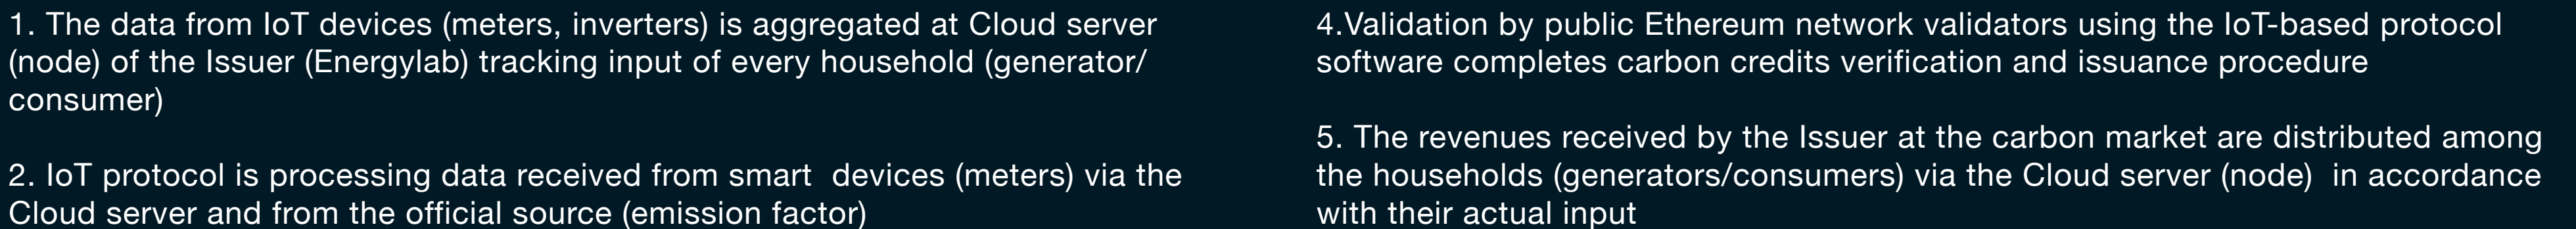 1. The data from IoT devices (meters, inverters) is aggregated at Cloud server
(node) of the Issuer (Energylab) tracking input of every household (generator/
consumer)
2. IoT protocol is processing data received from smart  devices (meters) via the
Cloud server and from the official source (emission factor)
4.Validation by public Ethereum network validators using the IoT-based protocol
software completes carbon credits verification and issuance procedure
5. The revenues received by the Issuer at the carbon market are distributed among
the households (generators/consumers) via the Cloud server (node)  in accordance
with their actual input